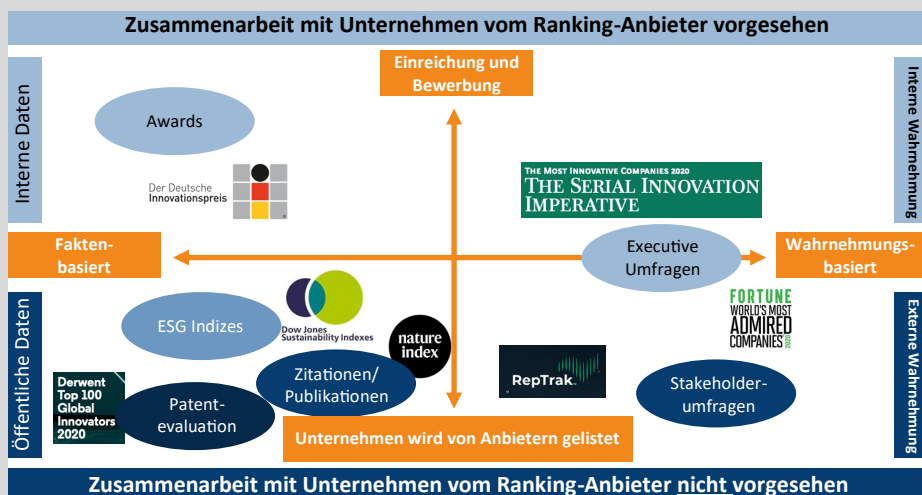 Zusammenarbeit mit Unternehmen vom Ranking-Anbieter vorgesehen
Einreichung und
Bewerbung
Interne Daten
Interne Wahrnehmung
Awards
Der Deutsche
Innovationspreis
THE MOST INNOVATIVE COMPANIES 2020
THE SERIAL INNOVATION
IMPERATIVE
Fakten-
basiert
Executive
Umfragen
Wahrnehmungs-
basiert
Öffentliche Daten
Externe Wahrnehmung
ESG Indizes
Dow Jones
Sustainability Indexes
nature
index
FORTUNE
WORLD'S MOST
ADMIRED
COMPANIES 2020
RepTrak
Derwent
Top 100
Global
Innovators
2020
Patent-
evaluation
Zitationen/
Publikationen
Stakeholder-
umfragen
Unternehmen wird von Anbietern gelistet
Zusammenarbeit mit Unternehmen vom Ranking-Anbieter nicht vorgesehen